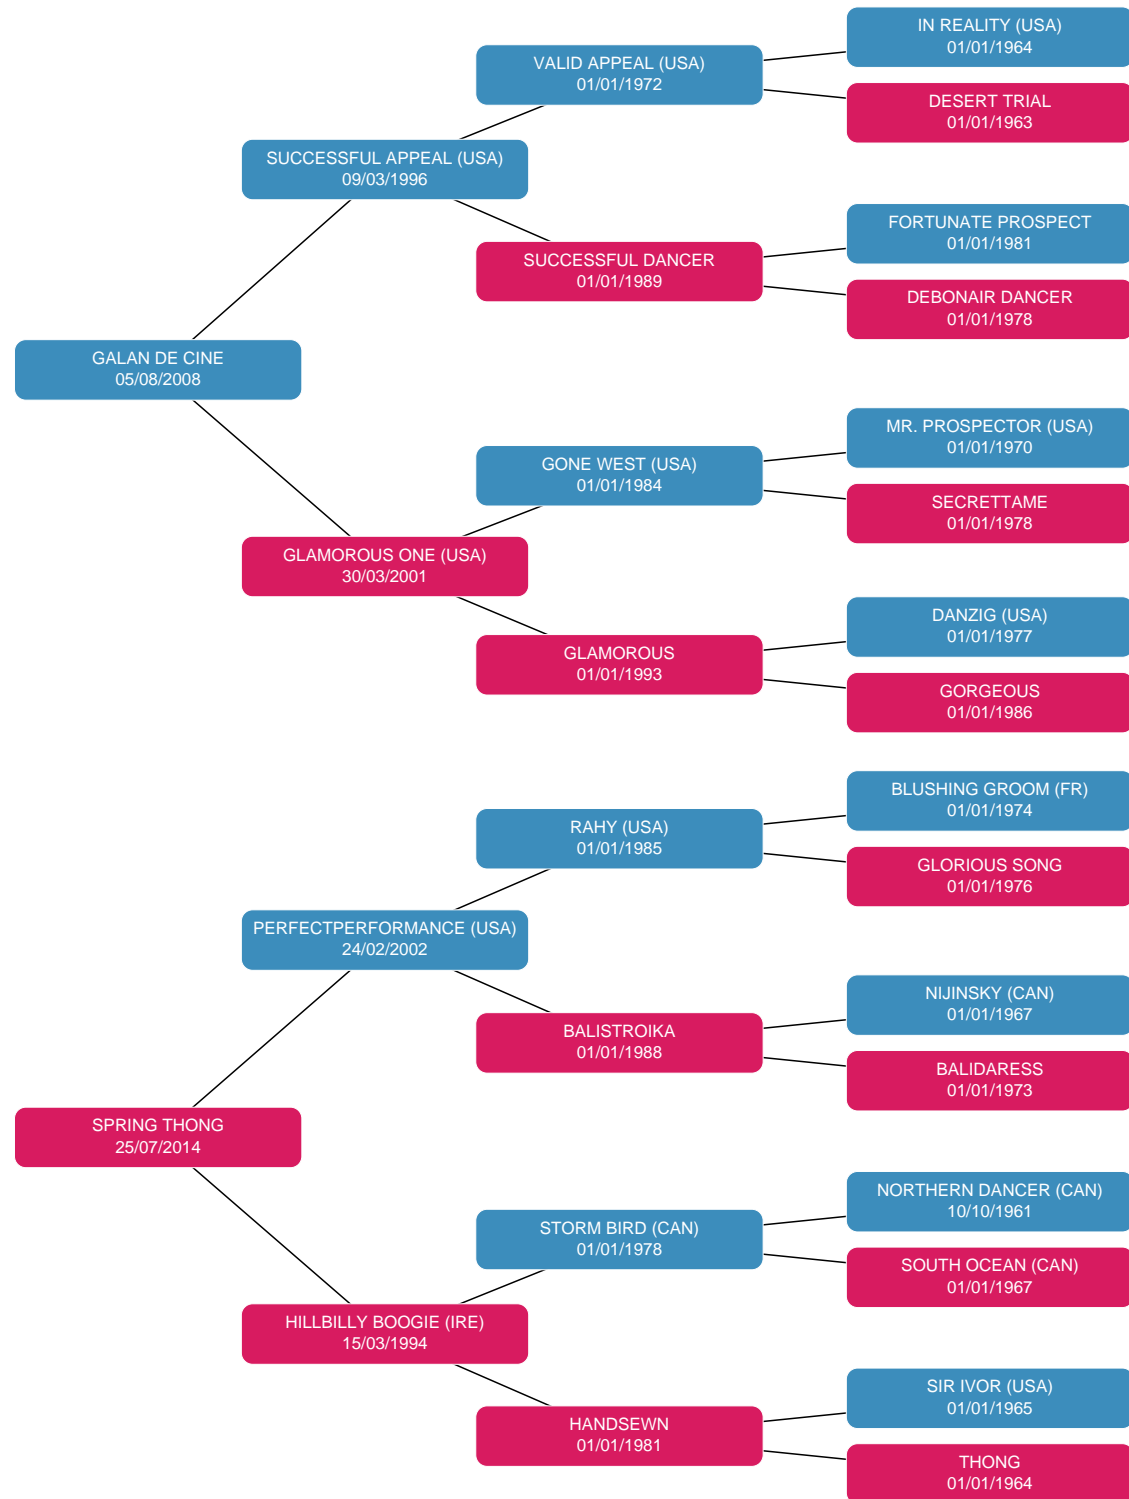 IN REALITY (USA)
01/01/1964
VALID APPEAL (USA)
01/01/1972
DESERT TRIAL
01/01/1963
SUCCESSFUL APPEAL (USA)
09/03/1996
FORTUNATE PROSPECT
01/01/1981
SUCCESSFUL DANCER
01/01/1989
DEBONAIR DANCER
01/01/1978
GALAN DE CINE
05/08/2008
MR. PROSPECTOR (USA)
01/01/1970
GONE WEST (USA)
01/01/1984
SECRETTAME
01/01/1978
GLAMOROUS ONE (USA)
30/03/2001
DANZIG (USA)
01/01/1977
GLAMOROUS
01/01/1993
GORGEOUS
01/01/1986
BLUSHING GROOM (FR)
01/01/1974
RAHY (USA)
01/01/1985
GLORIOUS SONG
01/01/1976
PERFECTPERFORMANCE (USA)
24/02/2002
NIJINSKY (CAN)
01/01/1967
BALISTROIKA
01/01/1988
BALIDARESS
01/01/1973
SPRING THONG
25/07/2014
NORTHERN DANCER (CAN)
10/10/1961
STORM BIRD (CAN)
01/01/1978
SOUTH OCEAN (CAN)
01/01/1967
HILLBILLY BOOGIE (IRE)
15/03/1994
SIR IVOR (USA)
01/01/1965
HANDSEWN
01/01/1981
THONG
01/01/1964